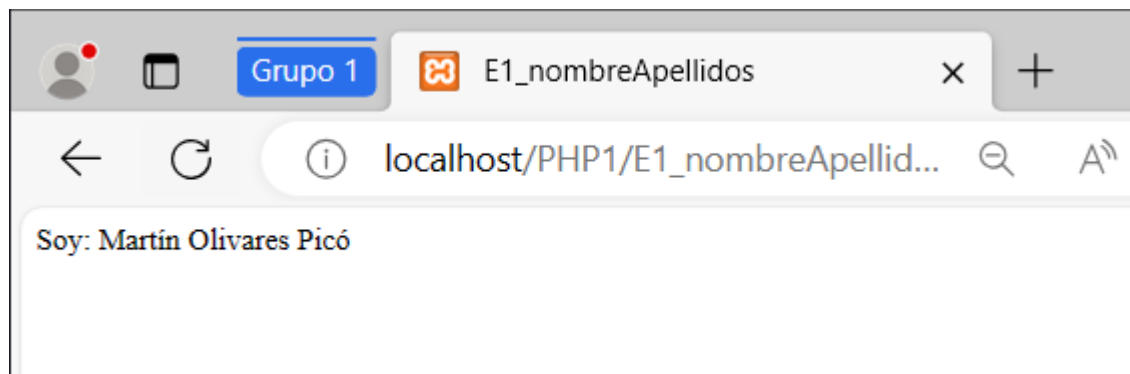 Grupo 1
E1_nombreApellidos
localhost/PHP1/E1_nombreApellid...
Soy: Martín Olivares Picó